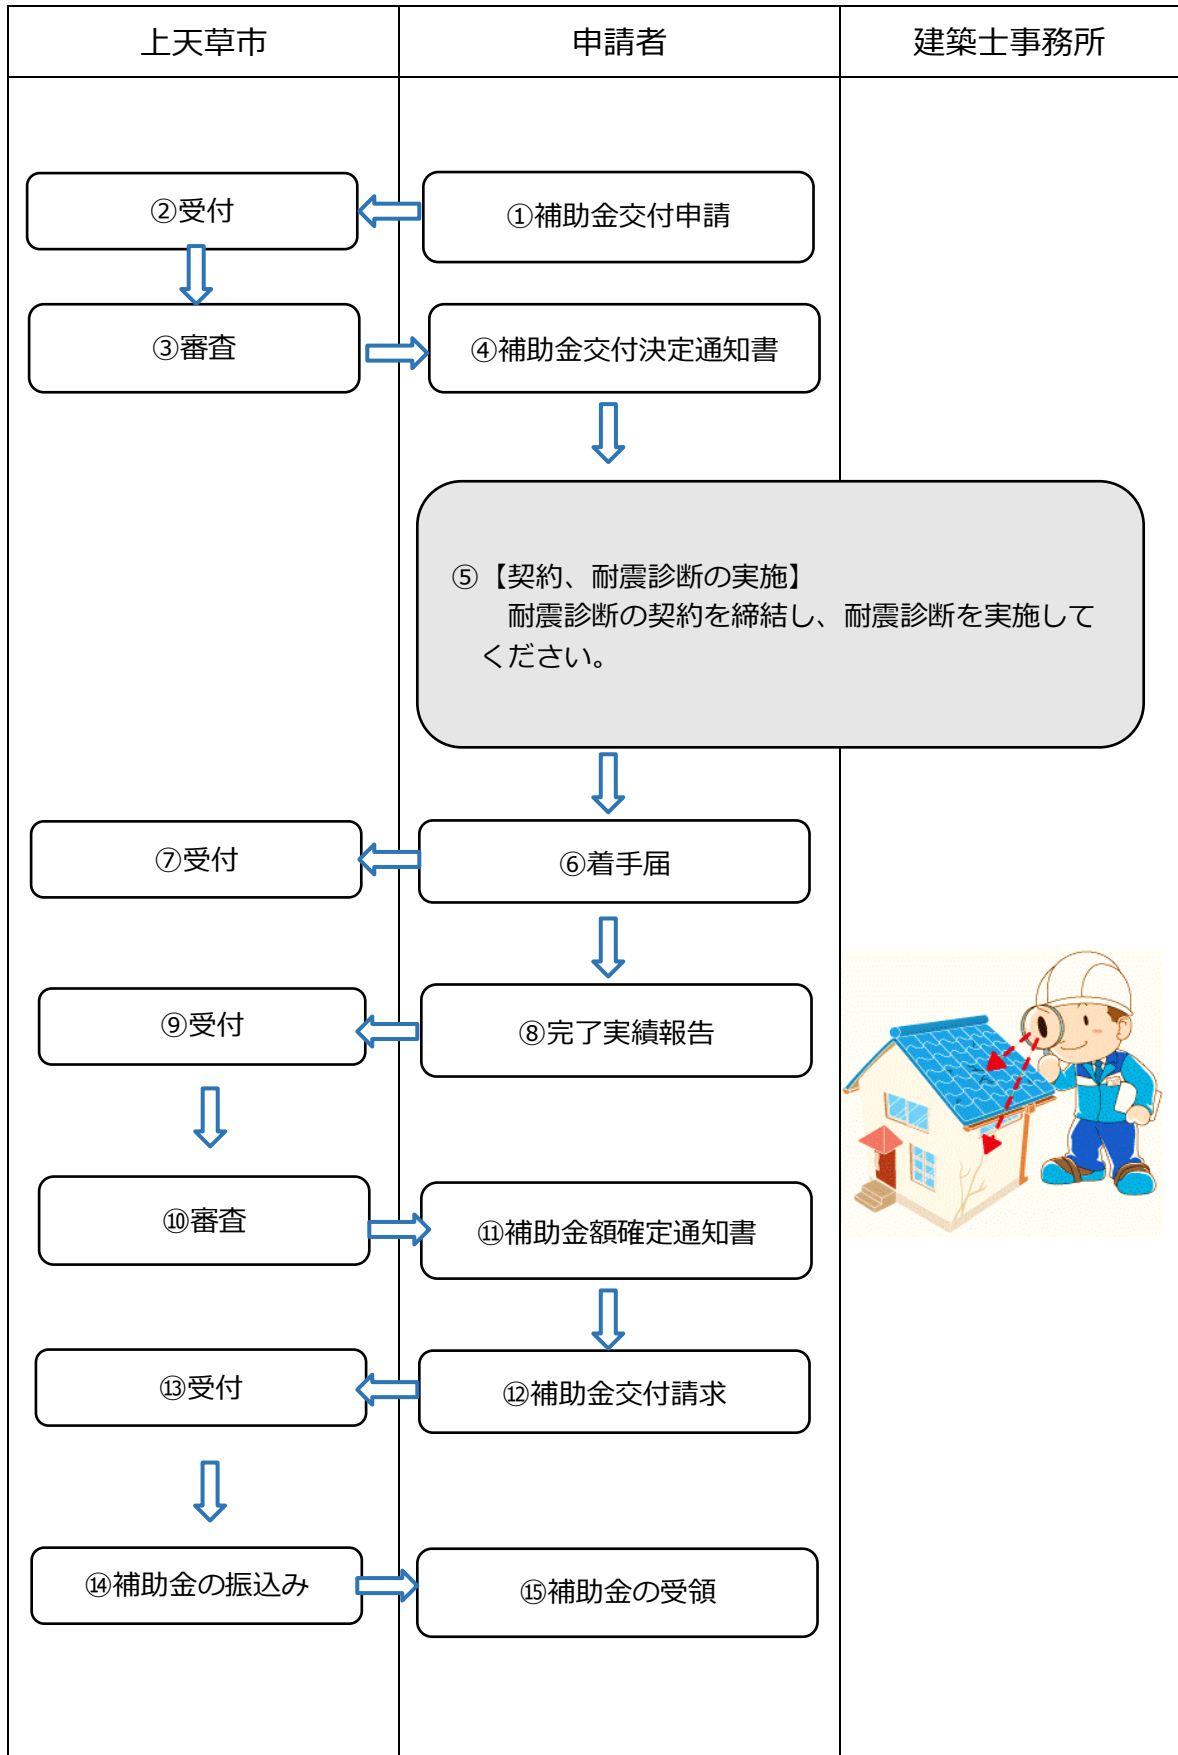 上天草市
申請者
建築士事務所
②受付
①補助金交付申請
③審査
④補助金交付決定通知書
⑤【契約、耐震診断の実施】
耐震診断の契約を締結し、耐震診断を実施して
ください。
⑦受付
⑥着手届
⑨受付
⑧完了実績報告
⑩審査
⑪補助金額確定通知書
⑬受付
⑫補助金交付請求
⑭補助金の振込み
⑮補助金の受領